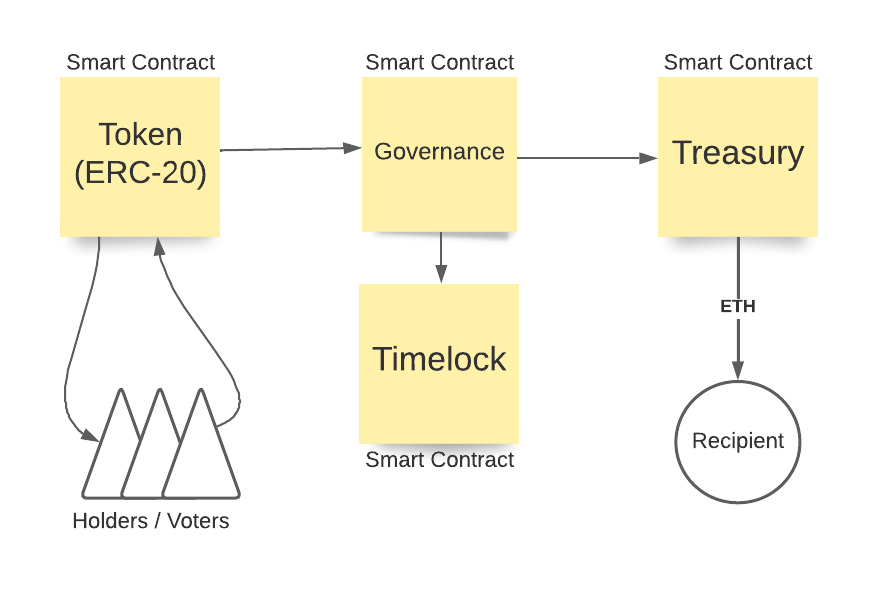 Smart Contract
Smart Contract
Smart Contract
Token
(ERC-20)
Governance
Treasury
ETH
Timelock
Recipient
Smart Contract
Holders / Voters